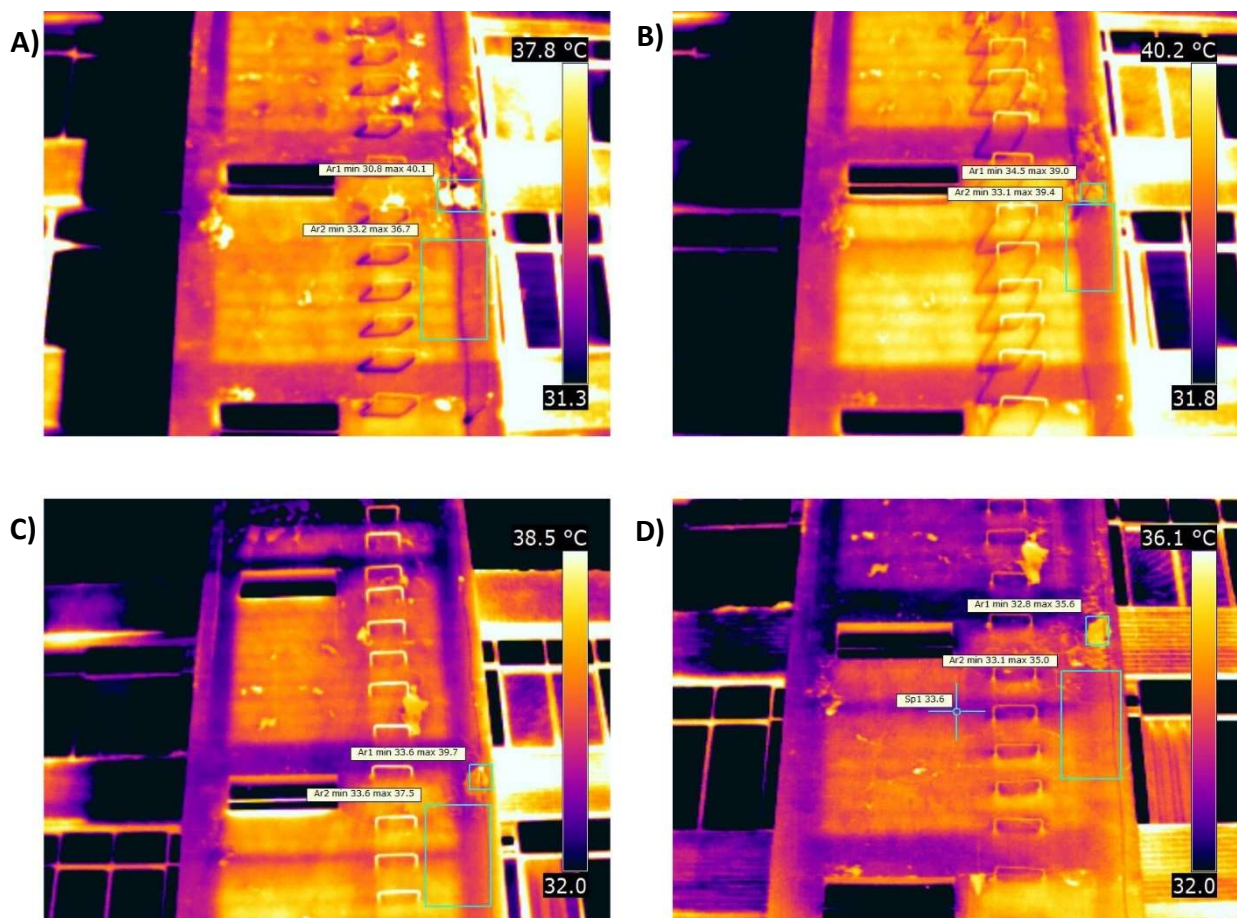 A)
37.8 °C
Ar1 min 30.8 max 40.1
Ar2 min 33.2 max 36.7
31.3
B)
40.2 °C
Ar1 min 34.5 max 39.0
Ar2 min 33.1 max 39.4
31.8
C)
38.5 °C
Ar1 min 33.6 max 39.7
Ar2 min 33.6 max 37.5
32.0
D)
36.1 °C
Ar1 min 32.8 max 35.6
Ar2 min 33.1 max 35.0
Sp1 33.6
32.0